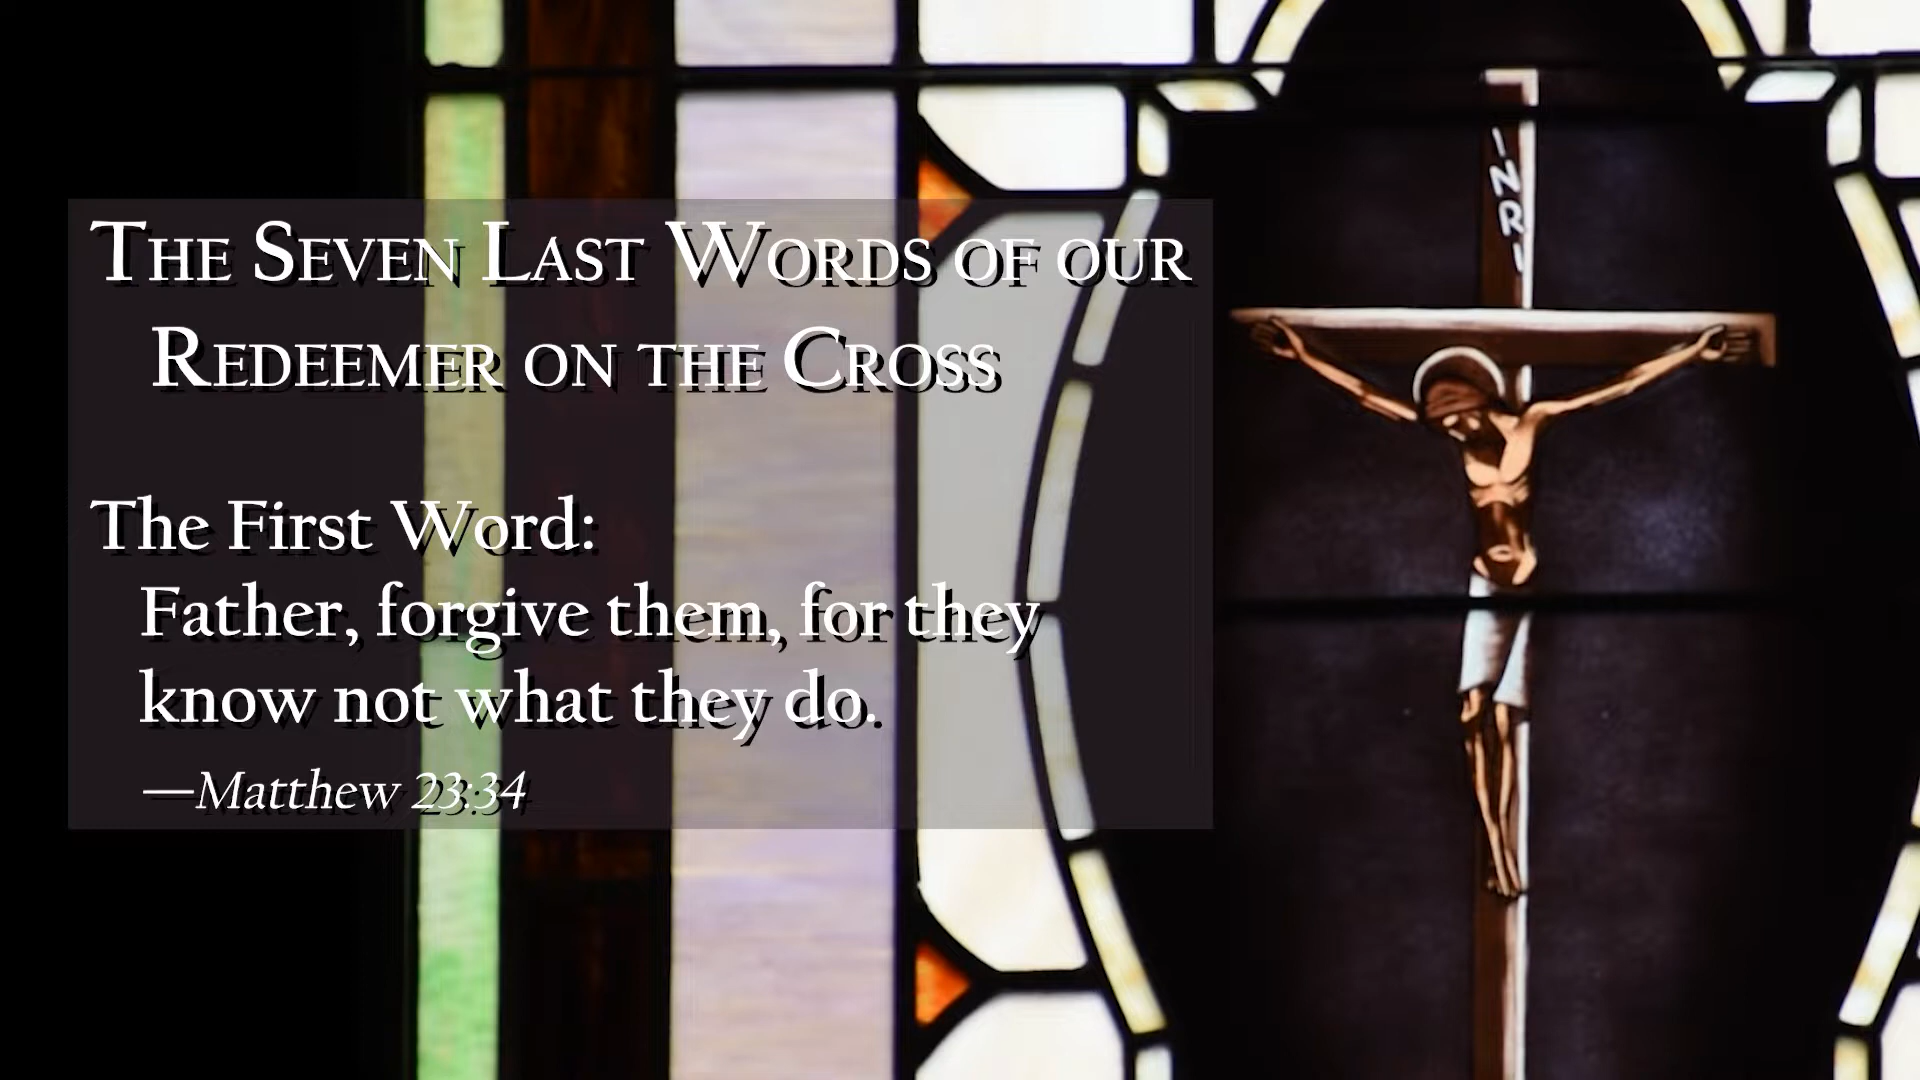 The Seven Last Words of our
Redeemer on the Cross
The First Word:
Father, forgive them, for they
know not what they do.
—Matthew 23:34
INRI